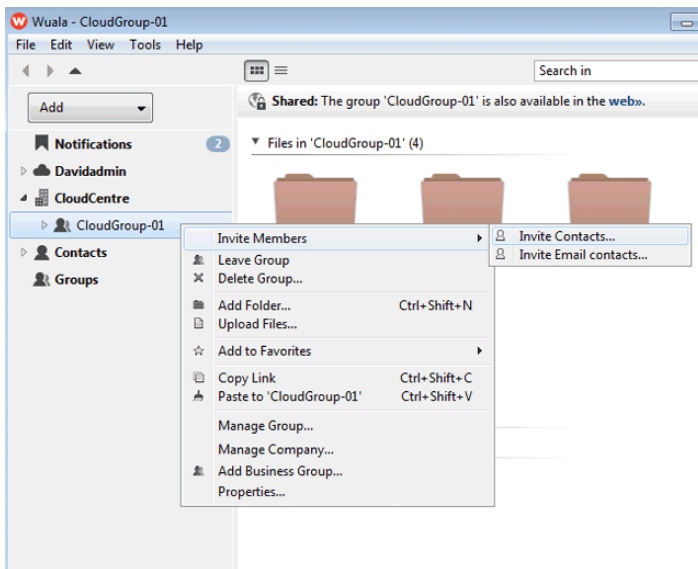 Wuala - CloudGroup-01
File Edit View Tools Help
Search in
Add
Shared: The group 'CloudGroup-01' is also available in the web».
Notifications 2
Files in 'CloudGroup-01' (4)
Davidadmin
CloudCentre
CloudGroup-01
Contacts
Groups
Invite Members
Leave Group
Delete Group...
Add Folder... Ctrl+Shift+N
Upload Files...
Add to Favorites
Copy Link Ctrl+Shift+C
Paste to 'CloudGroup-01' Ctrl+Shift+V
Manage Group...
Manage Company...
Add Business Group...
Properties...
Invite Contacts...
Invite Email contacts...